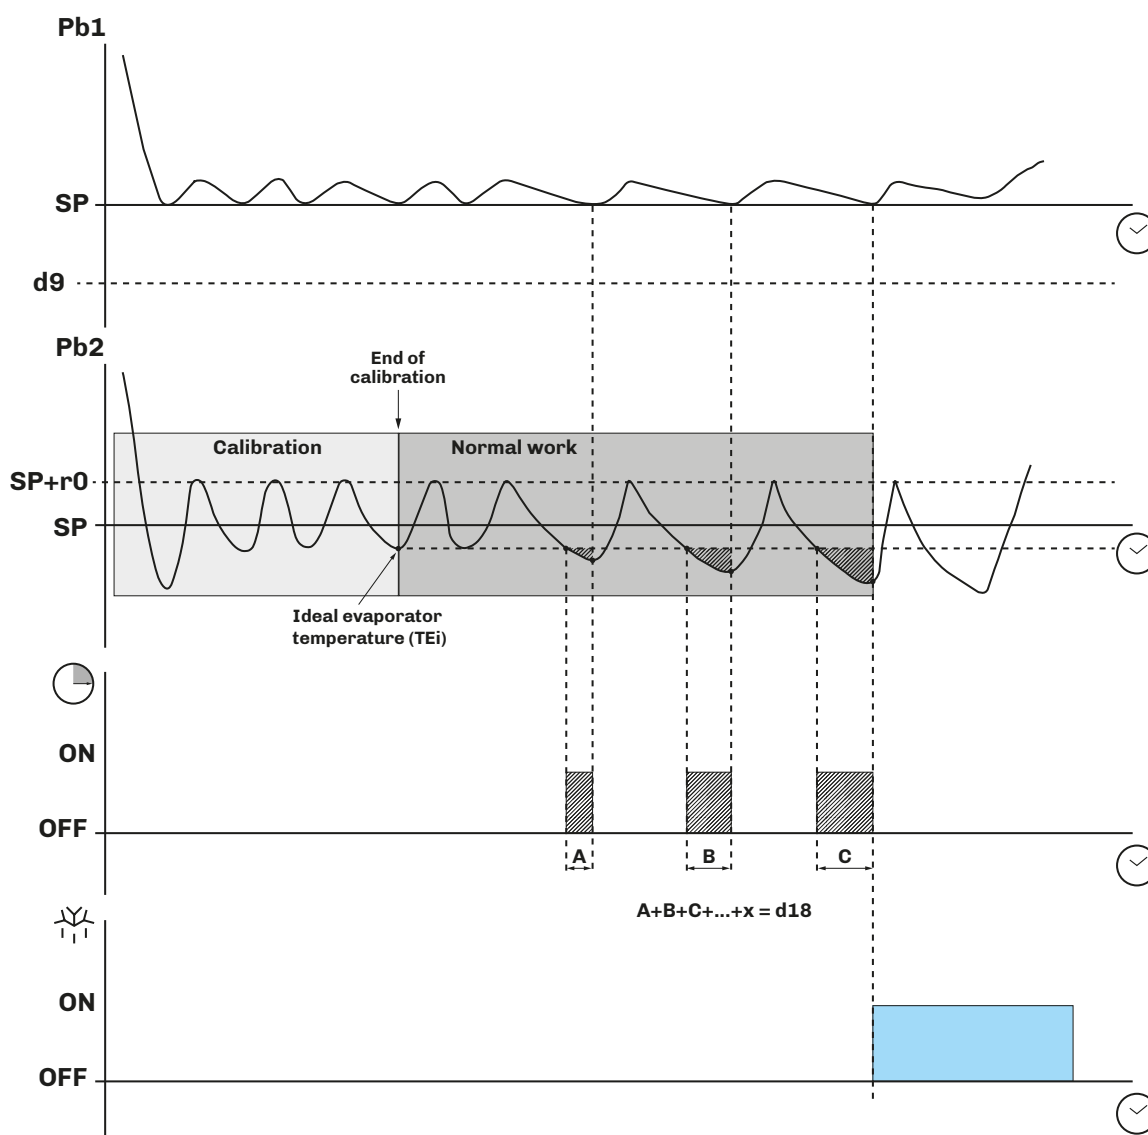 Pb1
SP
d9
Pb2
End of
calibration
Calibration
Normal work
SP+r0
SP
Ideal evaporator
temperature (TEi)
ON
OFF
A
B
C
A+B+C+...+x = d18
ON
OFF